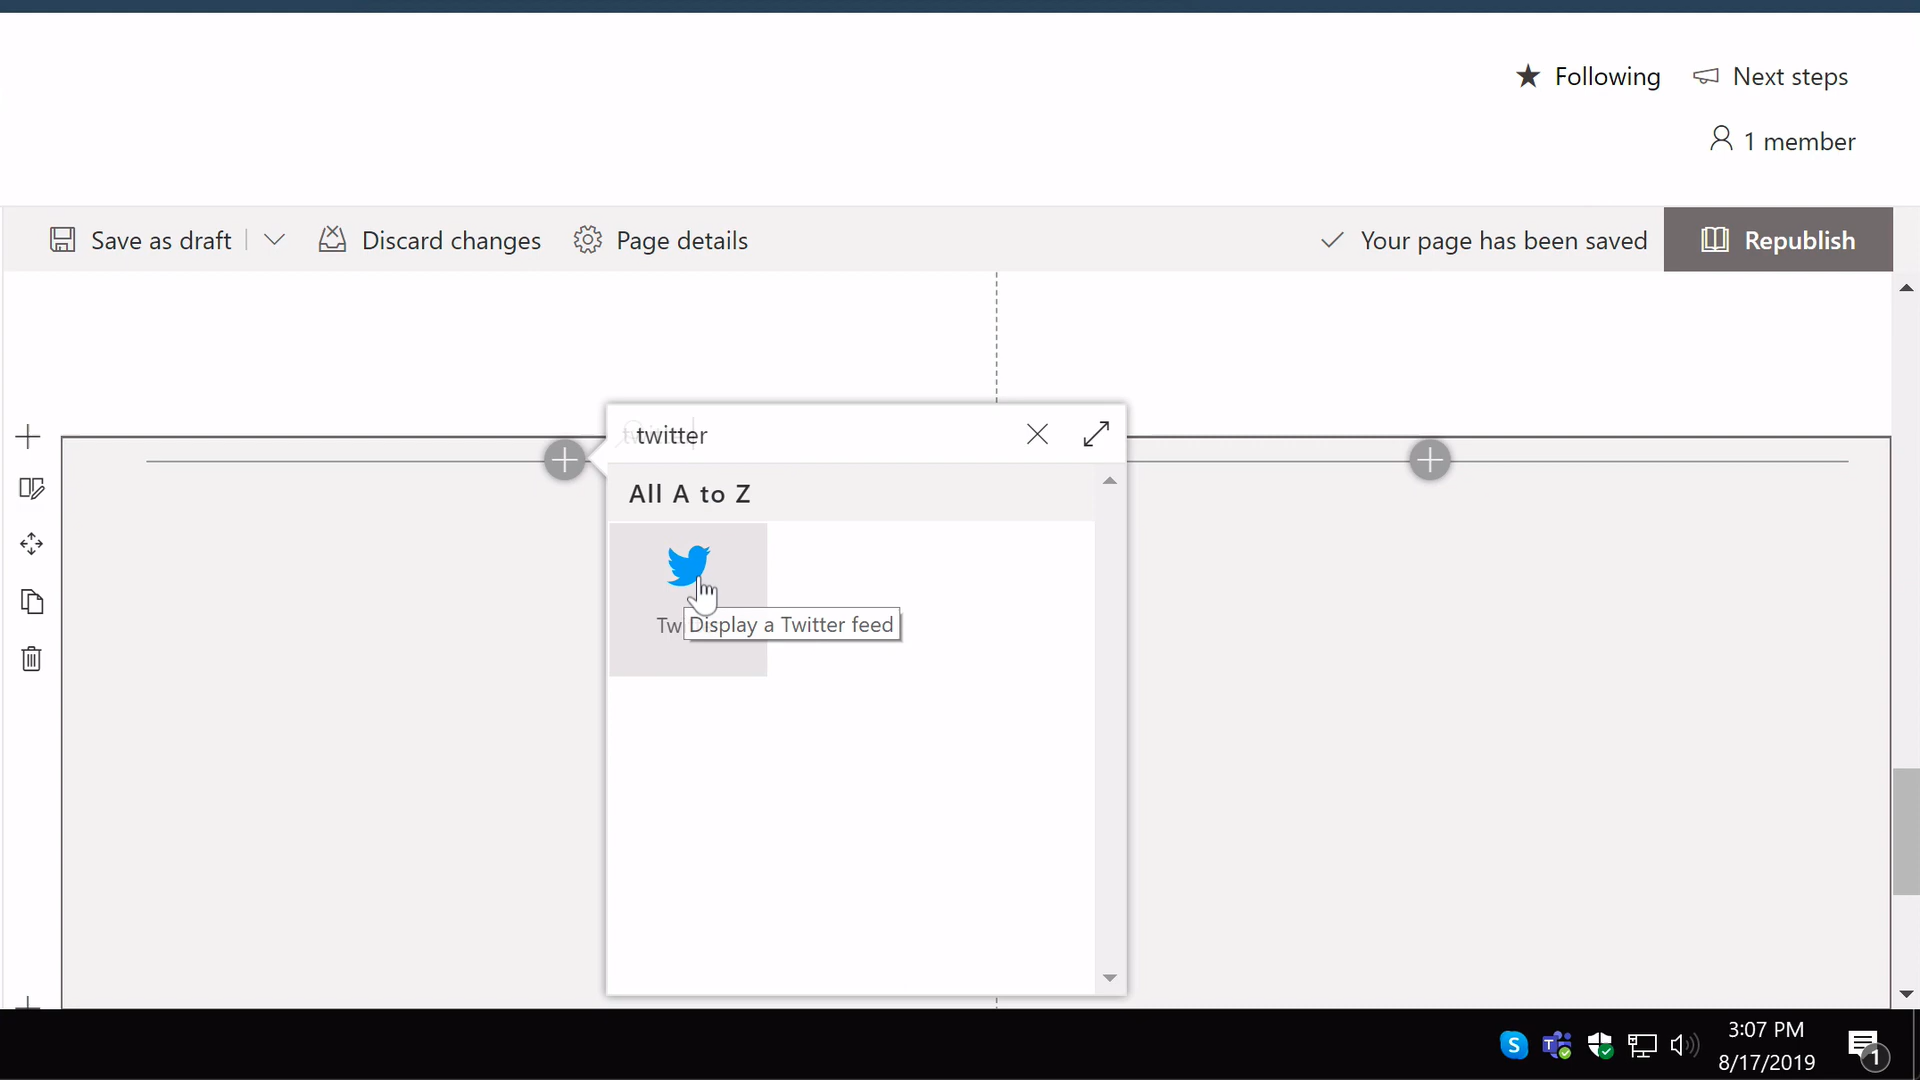 Following
Next steps
1 member
Save as draft
Discard changes
Page details
Your page has been saved
Republish
twitter
All A to Z
Tw
Display a Twitter feed
S
T
3:07 PM
8/17/2019
1